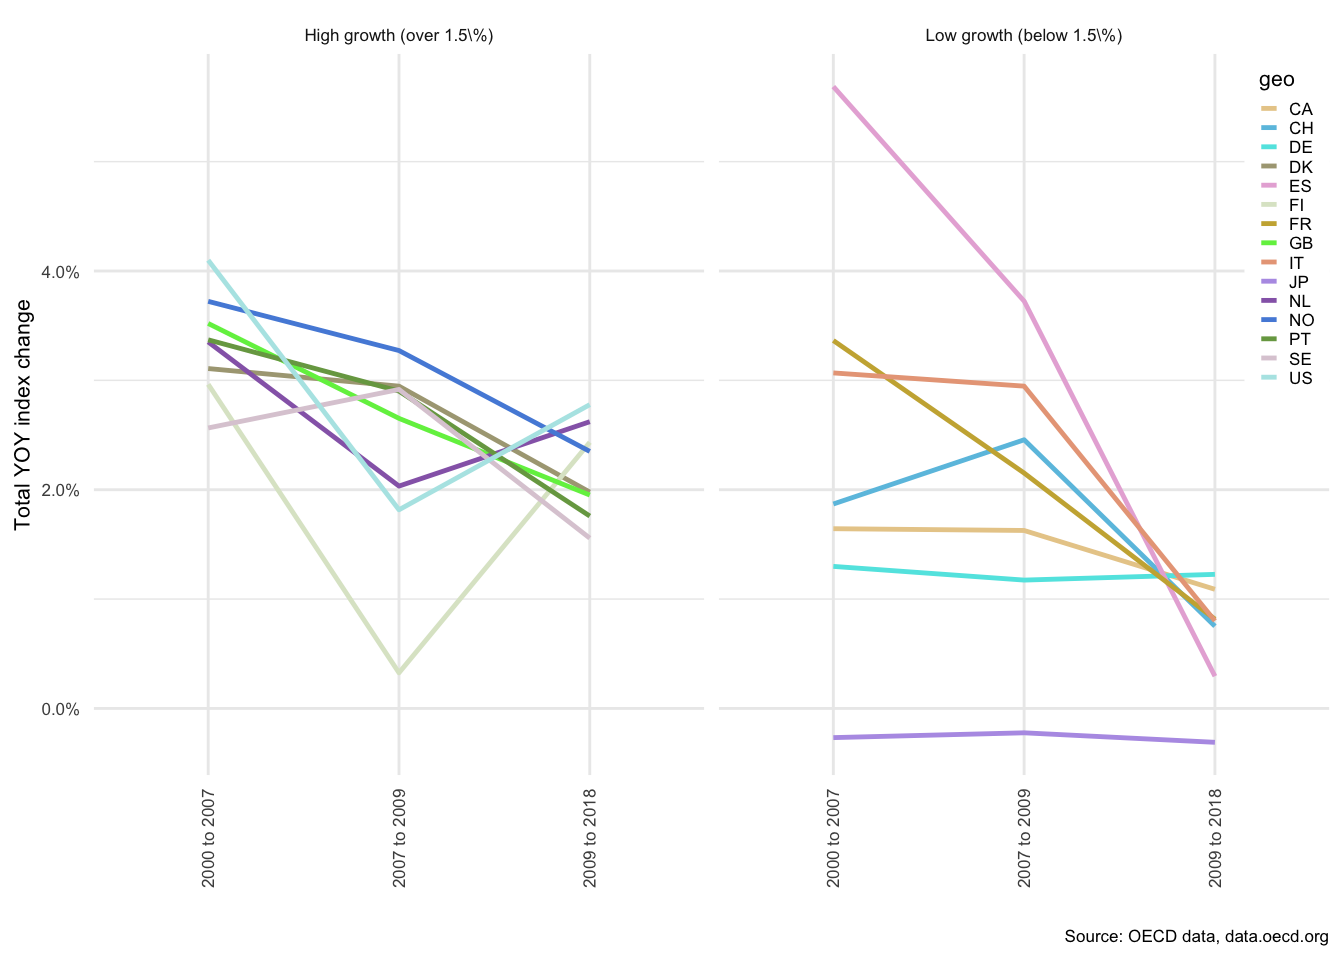 High growth (over 1.5\%)
Low growth (below 1.5\%)
geo
CA
CH
DE
DK
ES
FI
FR
GB
IT
JP
NL
NO
PT
SE
US
Total YOY index change
4.0%
2.0%
0.0%
2000 to 2007
2007 to 2009
2009 to 2018
2000 to 2007
2007 to 2009
2009 to 2018
Source: OECD data, data.oecd.org